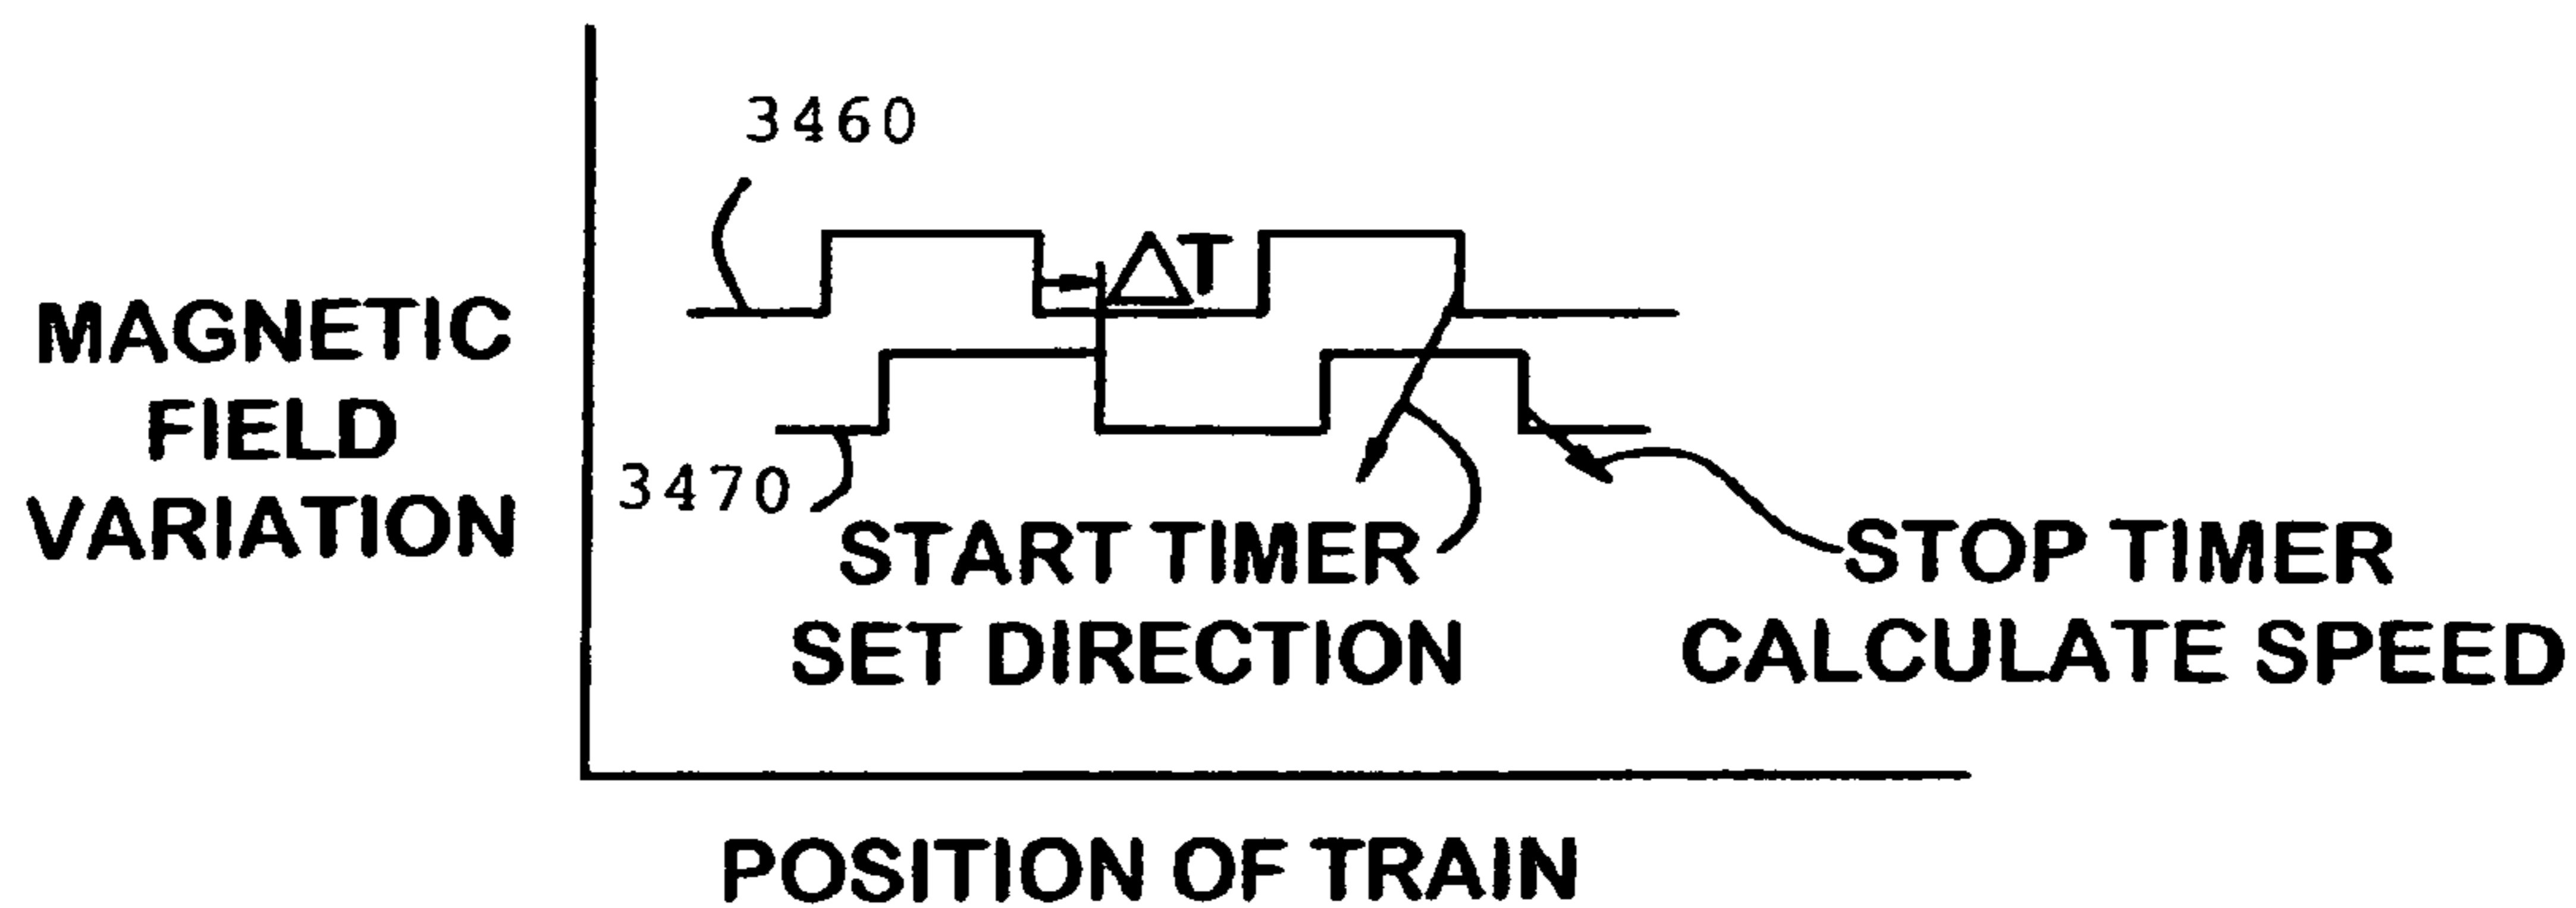 3460
ΔT
MAGNETIC
FIELD
VARIATION
3470
START TIMER
SET DIRECTION
STOP TIMER
CALCULATE SPEED
POSITION OF TRAIN